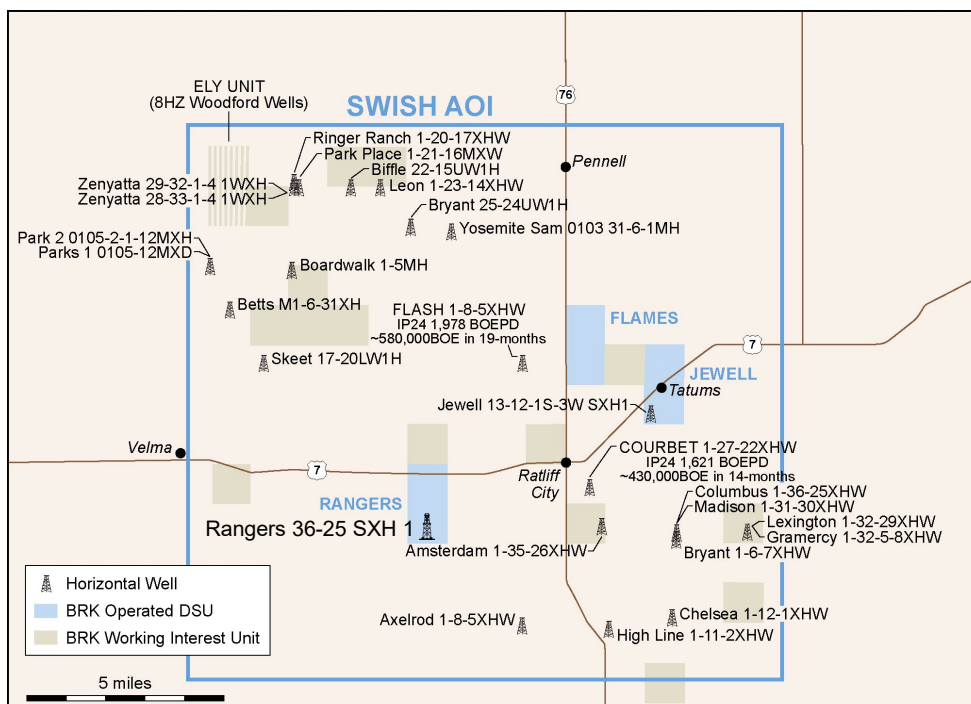 ELY UNIT
(8HZ Woodford Wells)
SWISH AOI
76
Ringer Ranch 1-20-17XHW
Park Place 1-21-16MXW
Biffle 22-15UW1H
Pennell
Zenyatta 29-32-1-4 1WXH
Zenyatta 28-33-1-4 1WXH
Leon 1-23-14XHW
Bryant 25-24UW1H
Yosemite Sam 0103 31-6-1MH
Park 2 0105-2-1-12MXH
Parks 1 0105-12MXD
Boardwalk 1-5MH
Betts M1-6-31XH
FLASH 1-8-5XHW
IP24 1,978 BOEPD
~580,000BOE in 19-months
FLAMES
7
Skeet 17-20LW1H
JEWELL
Tatums
Jewell 13-12-1S-3W SXH1
Velma
COURBET 1-27-22XHW
IP24 1,621 BOEPD
~430,000BOE in 14-months
7
Ratliff
City
RANGERS
Rangers 36-25 SXH 1
Columbus 1-36-25XHW
Madison 1-31-30XHW
Lexington 1-32-29XHW
Gramercy 1-32-5-8XHW
Amsterdam 1-35-26XHW
Bryant 1-6-7XHW
Horizontal Well
BRK Operated DSU
BRK Working Interest Unit
Axelrod 1-8-5XHW
Chelsea 1-12-1XHW
High Line 1-11-2XHW
5 miles